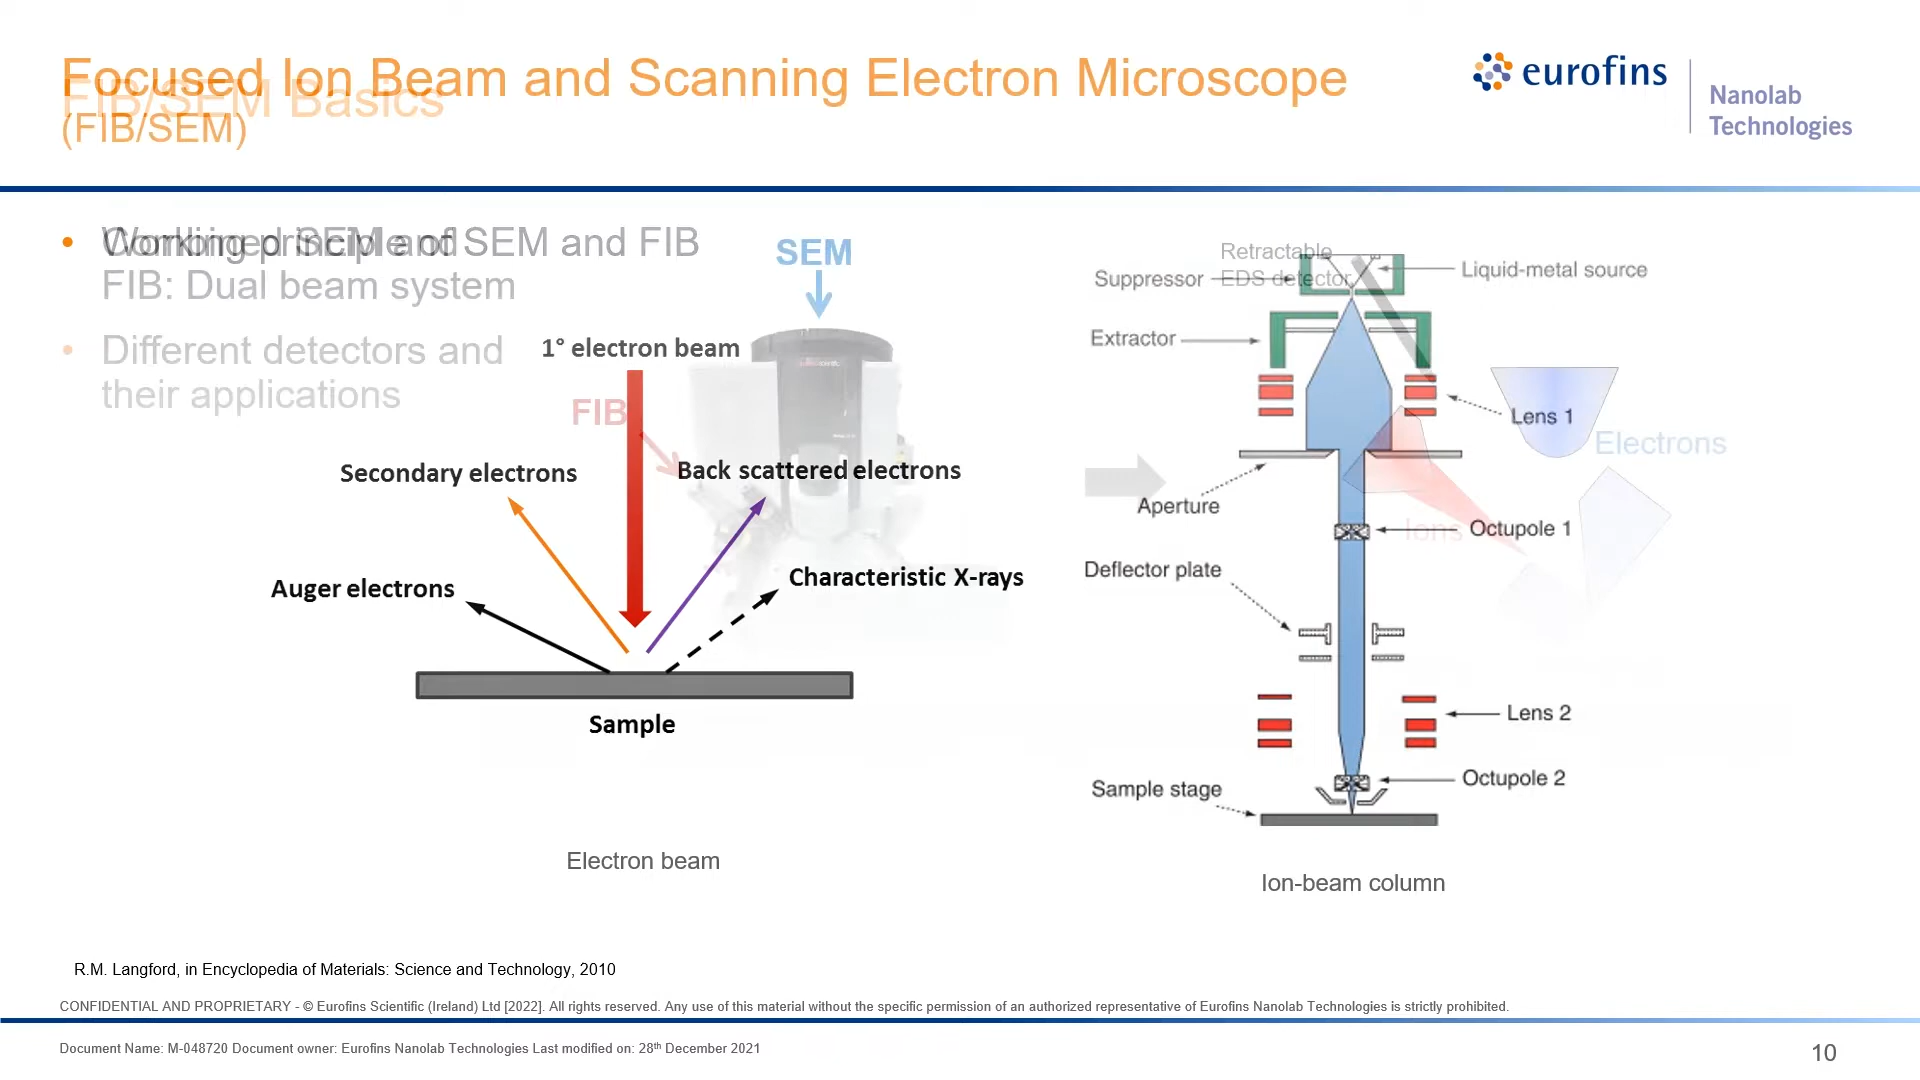 Focused Ion Beam and Scanning Electron Microscope
FIB/SEM Basics
(FIB/SEM)
eurofins
Nanolab
Technologies
• Working principle of SEM and FIB
Combined SEM and
FIB: Dual beam system
• Different detectors and
their applications
SEM
1° electron beam
FIB
Secondary electrons
Back scattered electrons
Auger electrons
Characteristic X-rays
Sample
Electron beam
Retractable
EDS detector
Suppressor
Liquid-metal source
Extractor
Lens 1
Electrons
Aperture
Ions
Octupole 1
Deflector plate
Lens 2
Octupole 2
Sample stage
Ion-beam column
R.M. Langford, in Encyclopedia of Materials: Science and Technology, 2010
CONFIDENTIAL AND PROPRIETARY - © Eurofins Scientific (Ireland) Ltd [2022]. All rights reserved. Any use of this material without the specific permission of an authorized representative of Eurofins Nanolab Technologies is strictly prohibited.
Document Name: M-048720 Document owner: Eurofins Nanolab Technologies Last modified on: 28th December 2021
10